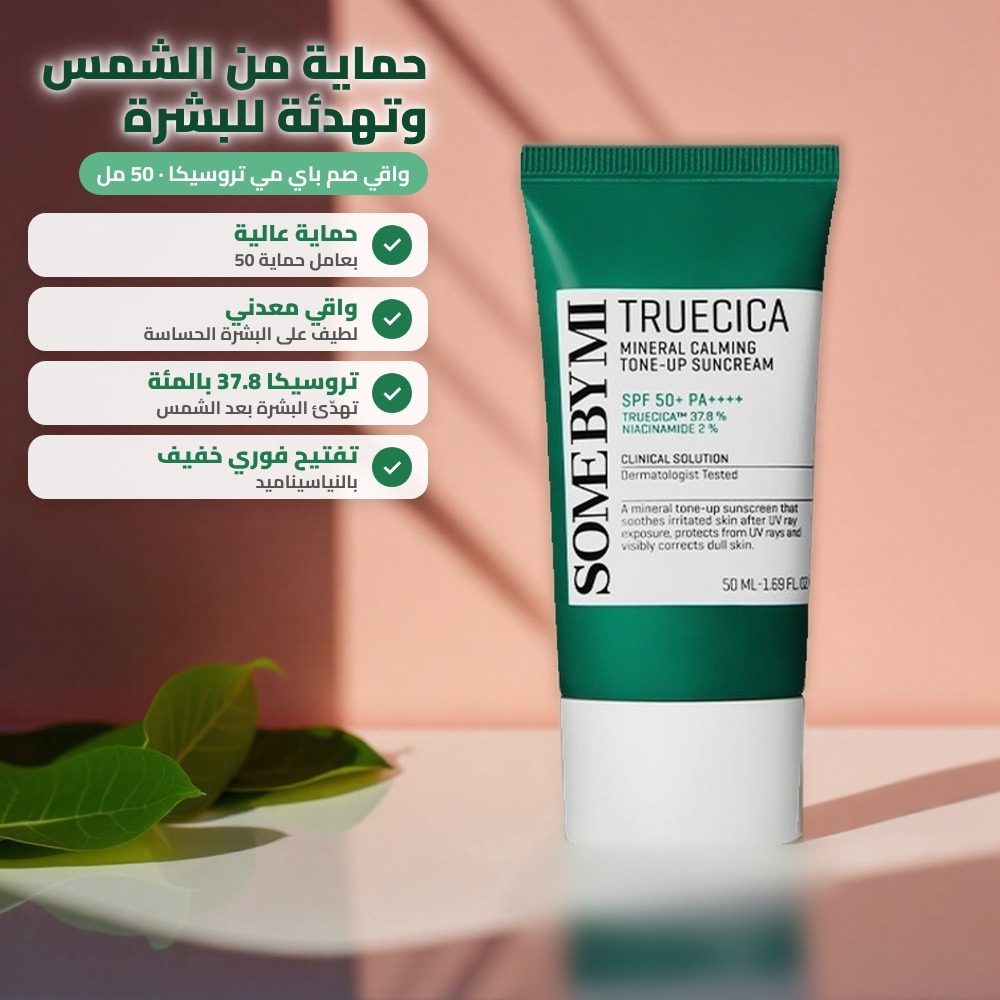 حماية من الشمس
وتهدئة للبشرة
واقي صم باي مي تروسيكا · 50 مل
حماية عالية
بعامل حماية 50
واقي معدني
لطيف على البشرة الحساسة
تروسيكا 37.8 بالمئة
تهدّئ البشرة بعد الشمس
تفتيح فوري خفيف
بالنياسيناميد
SOMEBYMI
TRUECICA
MINERAL CALMING
TONE-UP SUNCREAM
SPF 50+ PA++++
TRUECICA™ 37.8 %
NIACINAMIDE 2 %
CLINICAL SOLUTION
Dermatologist Tested
A mineral tone-up sunscreen that
soothes irritated skin after UV ray
exposure, protects from UV rays and
visibly corrects dull skin.
50 ML-1.69 FL.OZ